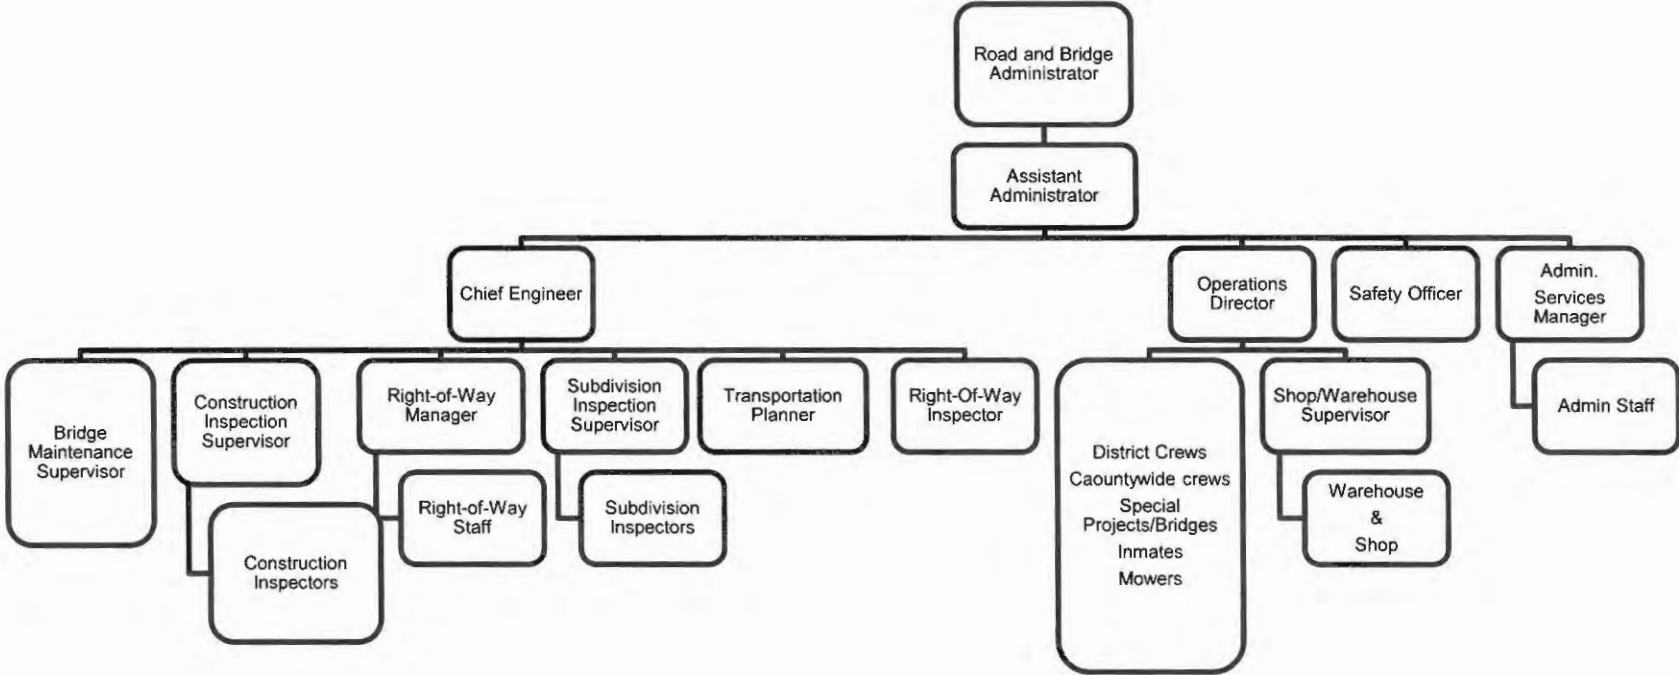 Road and Bridge
Administrator
Assistant
Administrator
Chief Engineer
Operations
Director
Safety Officer
Admin.
Services
Manager
Bridge
Maintenance
Supervisor
Construction
Inspection
Supervisor
Right-of-Way
Manager
Subdivision
Inspection
Supervisor
Transportation
Planner
Right-Of-Way
Inspector
District Crews
Caountywide crews
Special
Projects/Bridges
Inmates
Mowers
Shop/Warehouse
Supervisor
Admin Staff
Construction
Inspectors
Right-of-Way
Staff
Subdivision
Inspectors
Warehouse
&
Shop